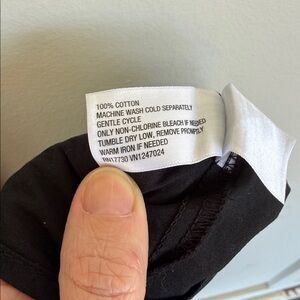 100% COTTON
MACHINE WASH COLD SEPARATELY
GENTLE CYCLE
ONLY NON-CHLORINE BLEACH IF NEEDED
TUMBLE DRY LOW, REMOVE PROMPTLY
WARM IRON IF NEEDED
RN17730 VN1247024